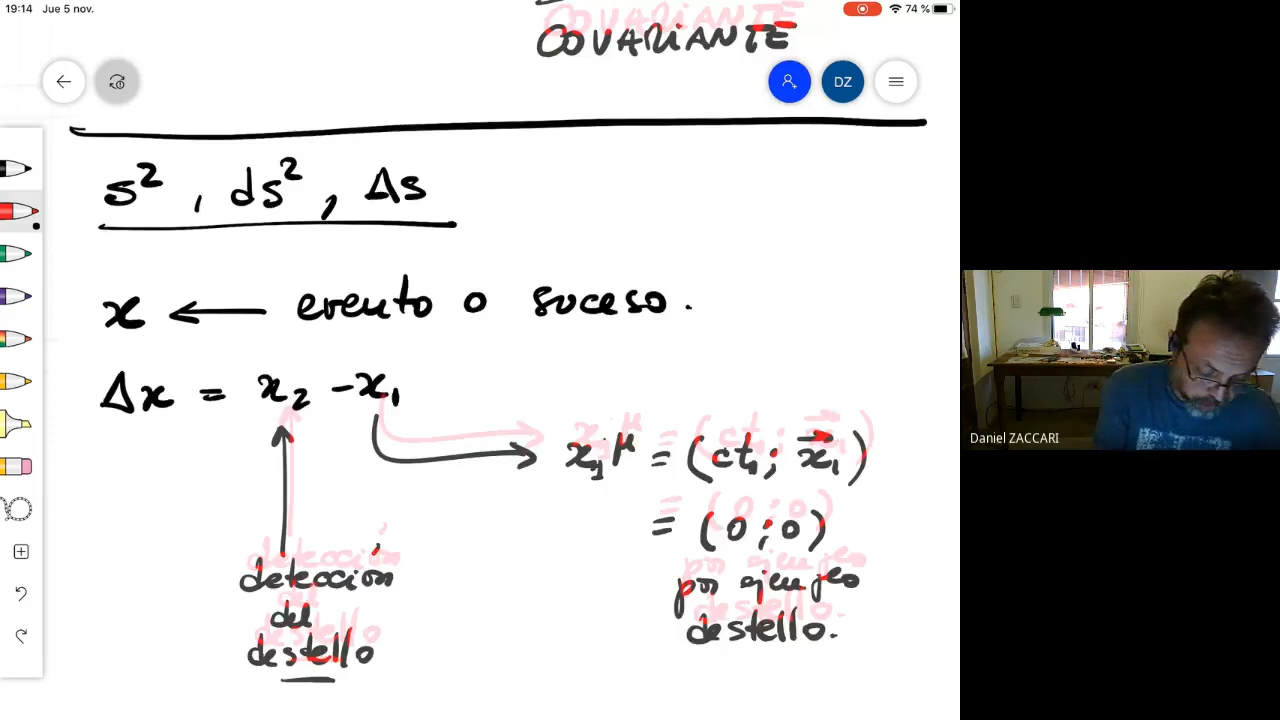 19:14 Jue 5 nov.
74 %
COVARIANTE
DZ
s², ds², Δs
x ← evento o suceso.
Δx = x₂ - x₁
x₁^μ ≡ (ct₁; x⃗₁)
= (0; 0)
por ejemplo
destello.
detección
del
destello
Daniel ZACCARI